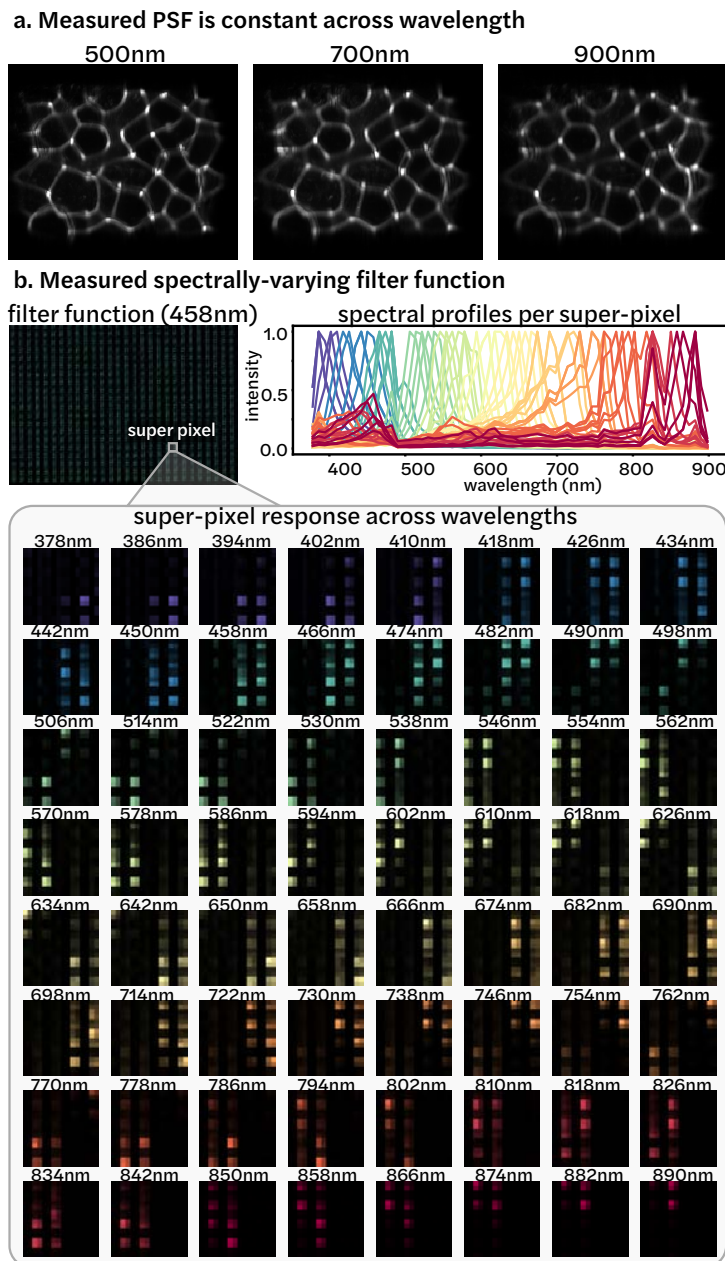 a. Measured PSF is constant across wavelength
500nm 700nm 900nm
b. Measured spectrally-varying filter function
filter function (458nm) spectral profiles per super-pixel
super pixel
intensity
1.0
0.5
0.0
400 500 600 700 800 900
wavelength (nm)
super-pixel response across wavelengths
378nm 386nm 394nm 402nm 410nm 418nm 426nm 434nm
442nm 450nm 458nm 466nm 474nm 482nm 490nm 498nm
506nm 514nm 522nm 530nm 538nm 546nm 554nm 562nm
570nm 578nm 586nm 594nm 602nm 610nm 618nm 626nm
634nm 642nm 650nm 658nm 666nm 674nm 682nm 690nm
698nm 714nm 722nm 730nm 738nm 746nm 754nm 762nm
770nm 778nm 786nm 794nm 802nm 810nm 818nm 826nm
834nm 842nm 850nm 858nm 866nm 874nm 882nm 890nm